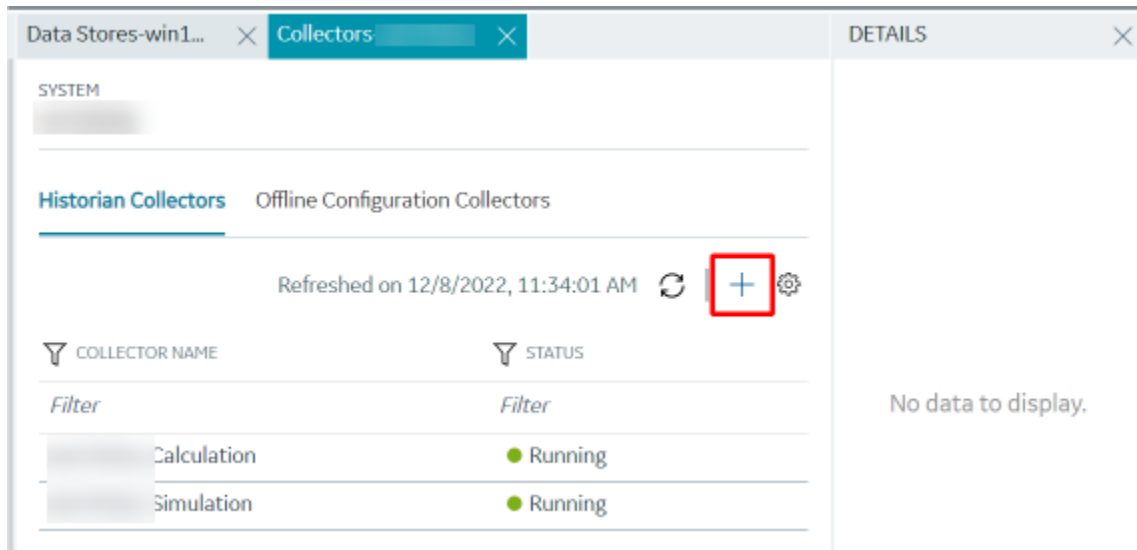 Data Stores-win1... Collectors- DETAILS
SYSTEM
Historian Collectors Offline Configuration Collectors
Refreshed on 12/8/2022, 11:34:01 AM
COLLECTOR NAME STATUS
Filter Filter
No data to display.
Calculation Running
Simulation Running